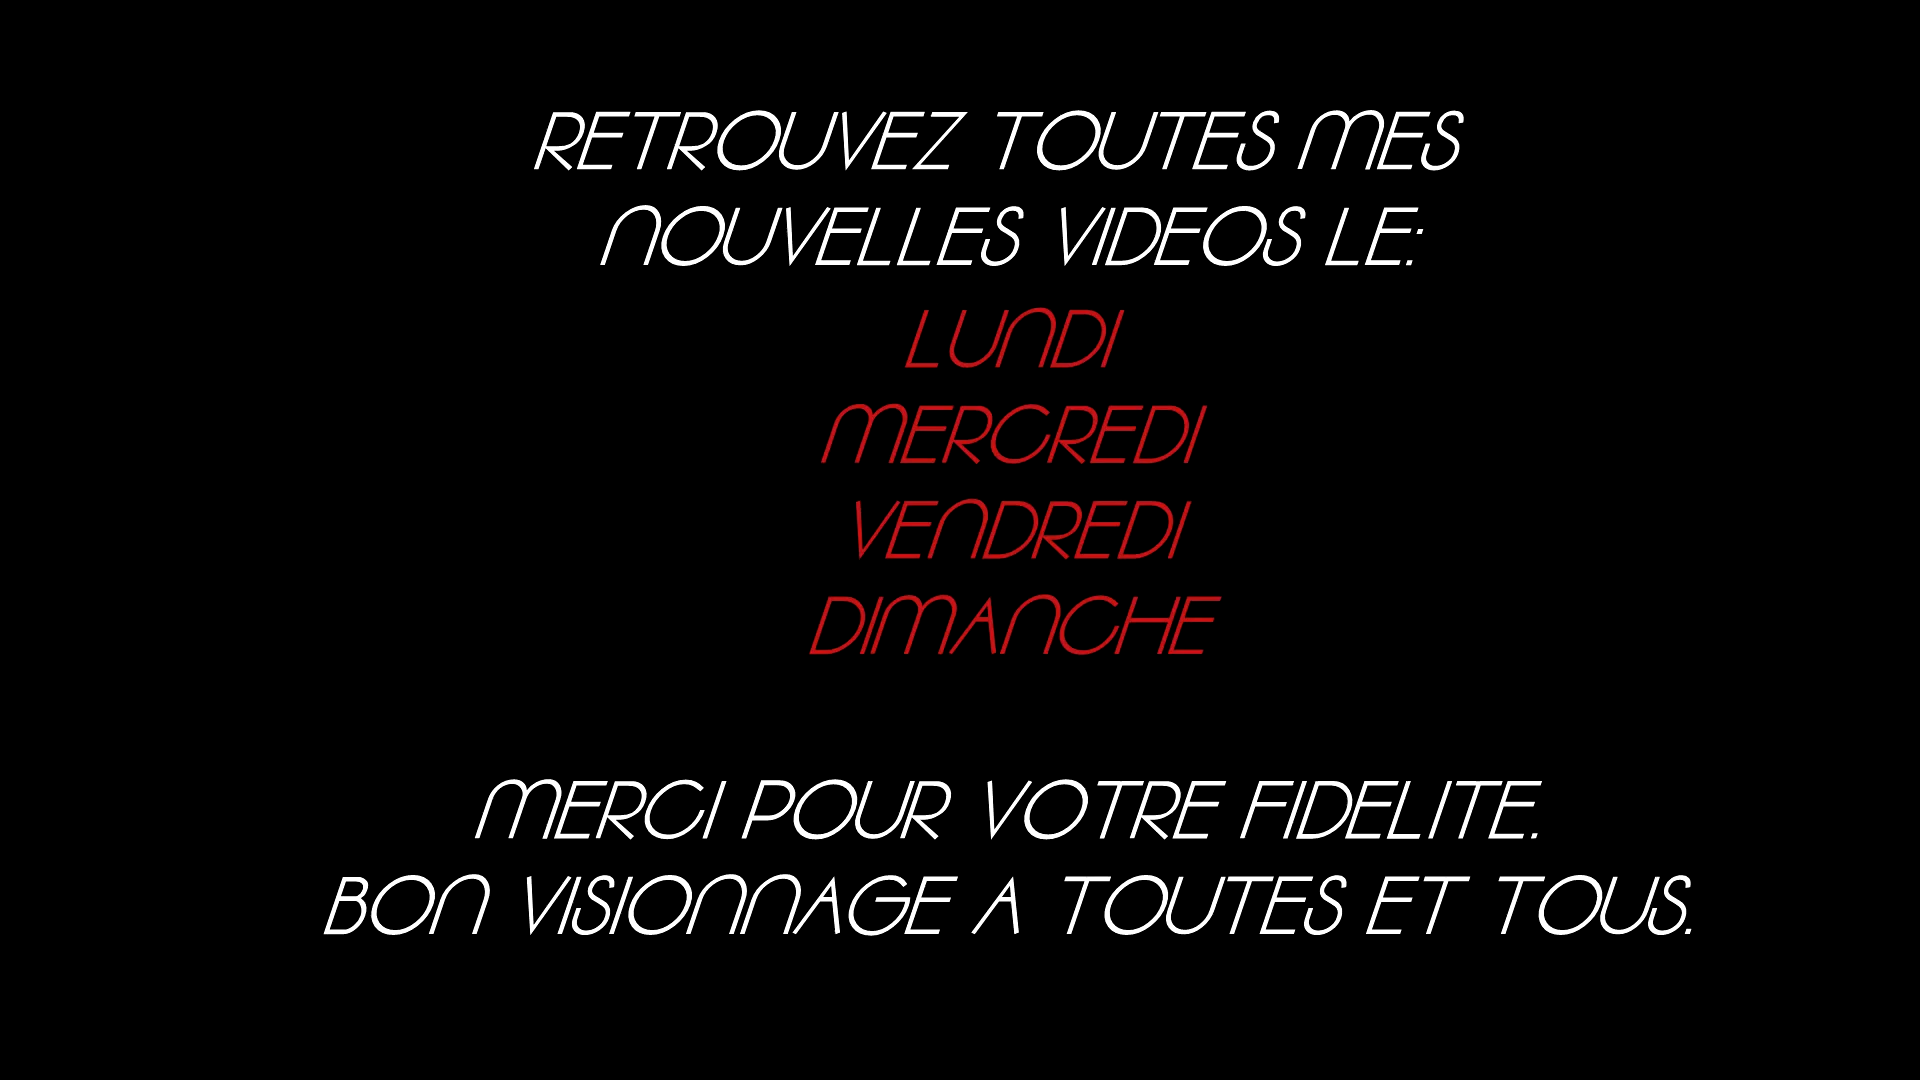 RETROUVEZ TOUTES MES
NOUVELLES VIDEOS LE:
LUNDI
MERCREDI
VENDREDI
DIMANCHE
MERCI POUR VOTRE FIDELITE.
BON VISIONNAGE A TOUTES ET TOUS.